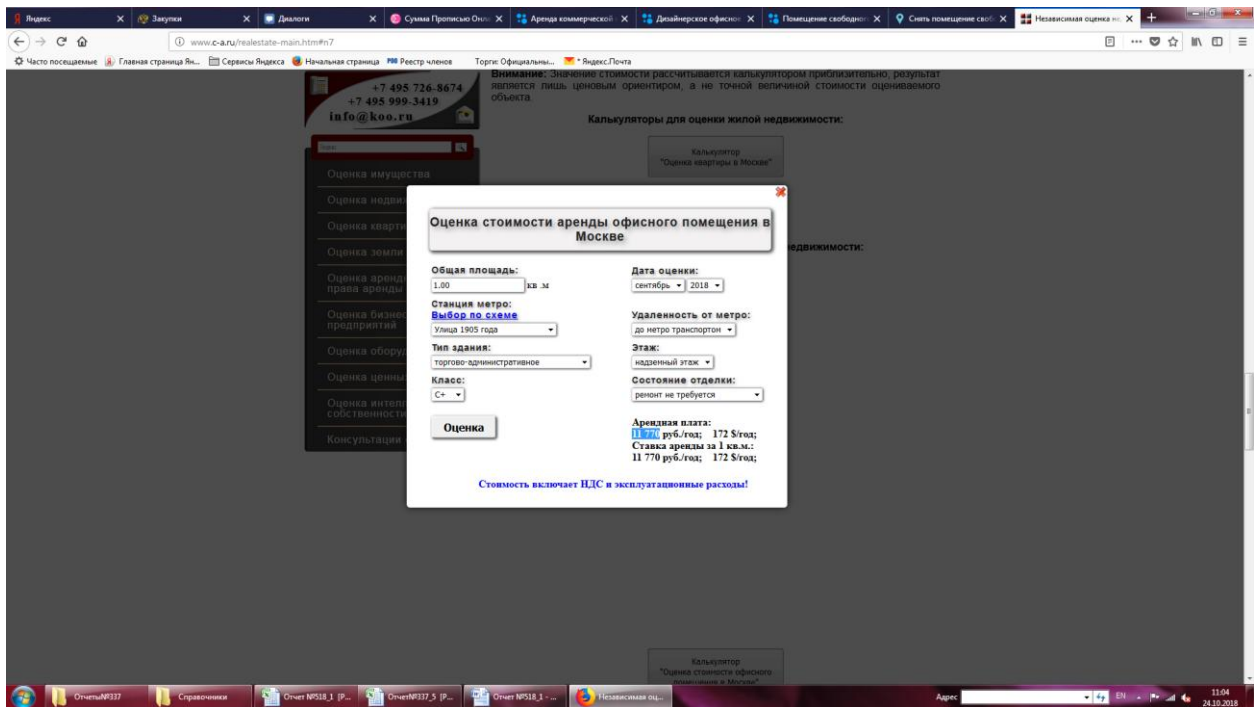 Яндекс
Закупки
Диалоги
Сумма Прописью Онл
Аренда коммерческой
Дизайнерское офисно
Помещение свободног
Снять помещение своб
Независимая оценка не
www.c-a.ru/realestate-main.htm#n7
Часто посещаемые Главная страница Ян... Сервисы Яндекса Начальная страница Реестр членов Торги: Официальны... Яндекс.Почта
Внимание: Значение стоимости рассчитывается калькулятором приблизительно, результат
является лишь ценовым ориентиром, а не точной величиной стоимости оцениваемого
объекта.
+7 495 726-8674
+7 495 999-3419
info@koo.ru
Калькуляторы для оценки жилой недвижимости:
Калькулятор
"Оценка квартиры в Москве"
Оценка имущества
Оценка недвиж
Оценка кварти
Оценка земли
Оценка аренд
права аренды
Оценка бизнес
предприятий
Оценка оборуд
Оценка ценны
Оценка интелл
собственности
Консультации
недвижимости:
Оценка стоимости аренды офисного помещения в
Москве
Общая площадь:
1.00 кв .м
Дата оценки:
сентябрь 2018
Станция метро:
Выбор по схеме
Улица 1905 года
Удаленность от метро:
до метро транспортом
Тип здания:
торгово-административное
Этаж:
надземный этаж
Класс:
C+
Состояние отделки:
ремонт не требуется
Оценка
Арендная плата:
11 770 руб./год; 172 $/год;
Ставка аренды за 1 кв.м.:
11 770 руб./год; 172 $/год;
Стоимость включает НДС и эксплуатационные расходы!
Калькулятор
"Оценка стоимости офисного
помещения в Москве"
ОтчетыN°337
Справочники
Отчет №518_1 [Р...
Отчет№337_5 [Р...
Отчет №518_1 - ...
Независимая оц...
Адрес
EN
11:04
24.10.2018